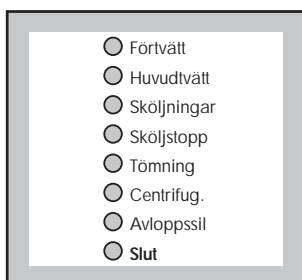 Förtvätt
Huvudtvätt
Sköljningar
Sköljstopp
Tömning
Centrifug.
Avloppssil
Slut